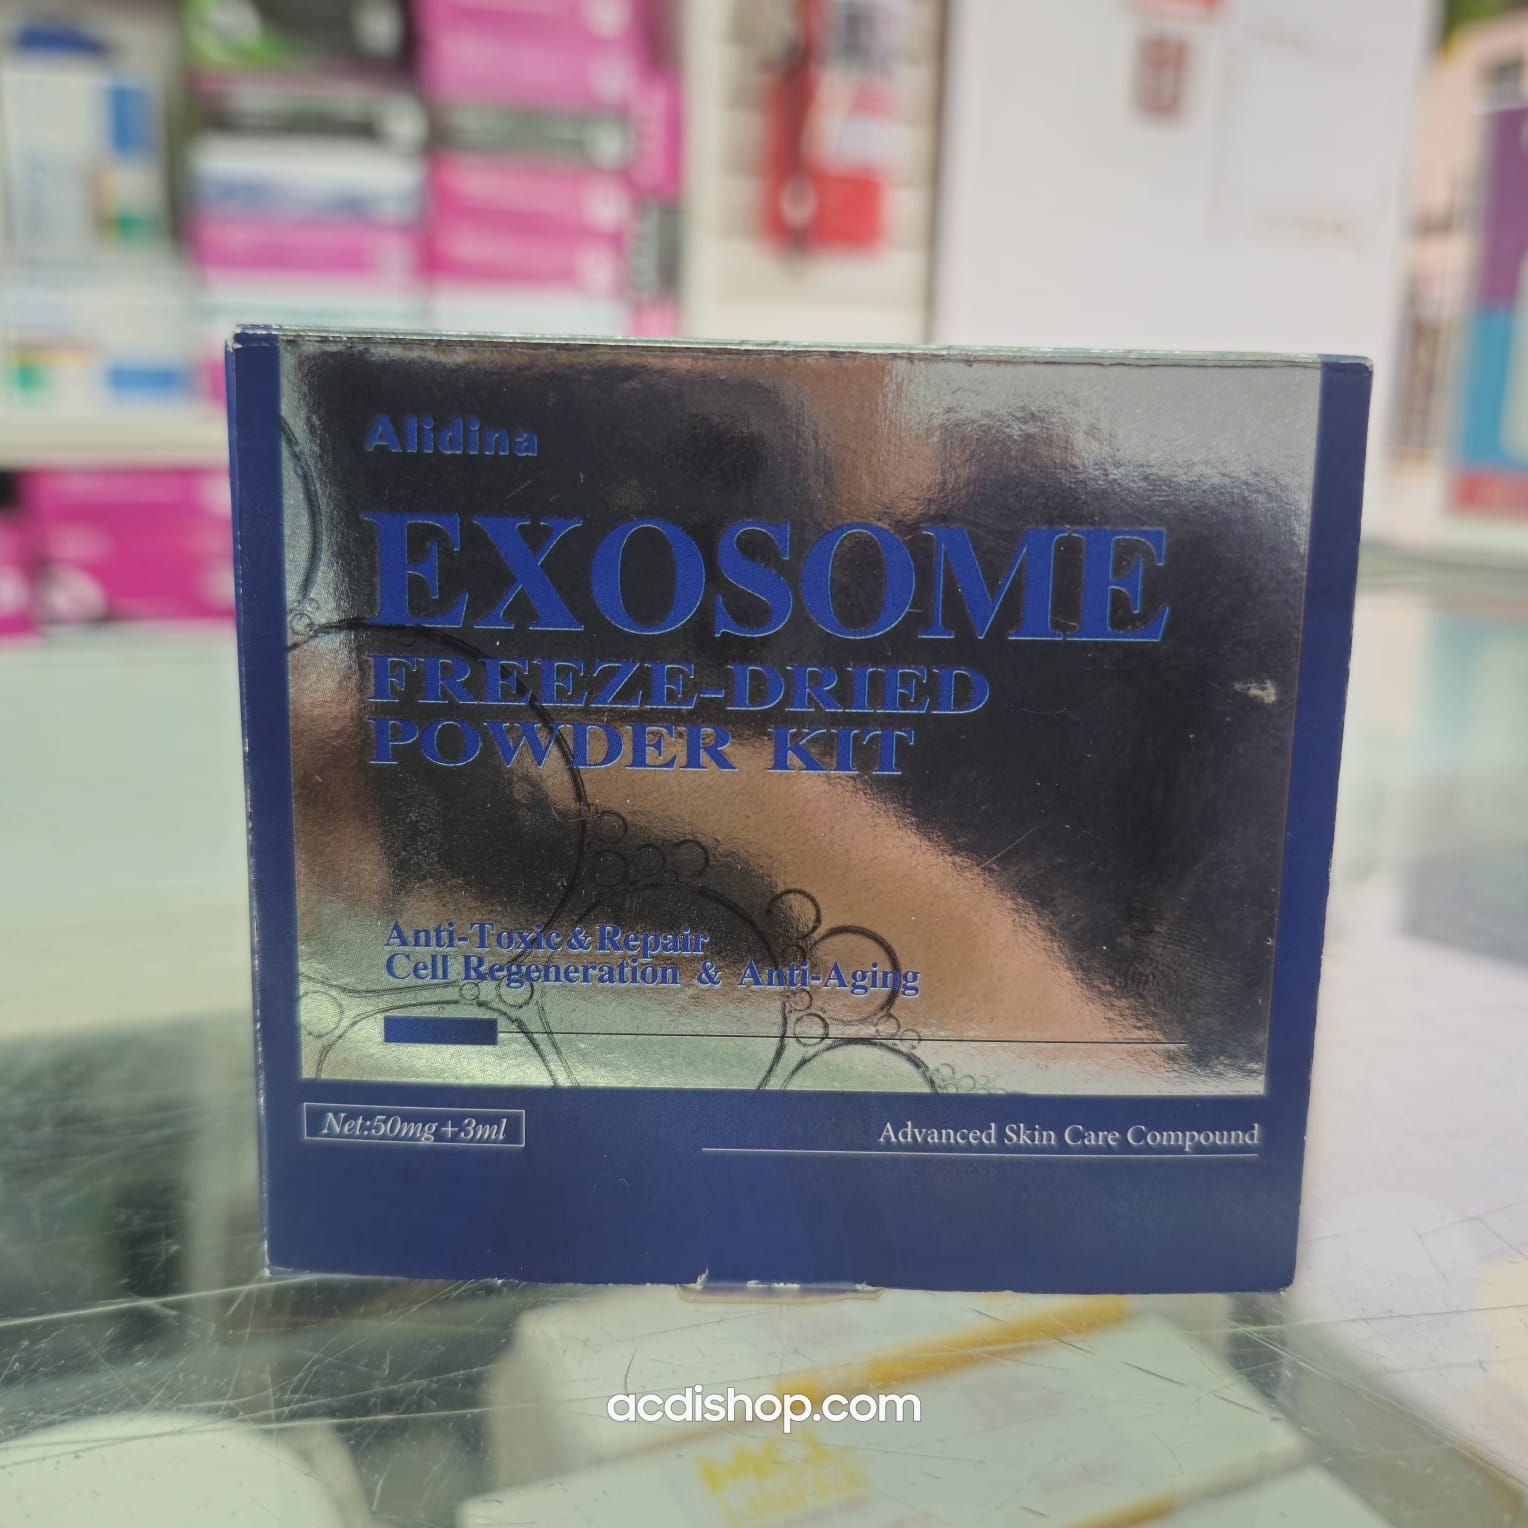 Alidina
EXOSOME
FREEZE-DRIED
POWDER KIT
Anti-Toxic & Repair
Cell Regeneration & Anti-Aging
Net:50mg+3ml
Advanced Skin Care Compound
acdishop.com